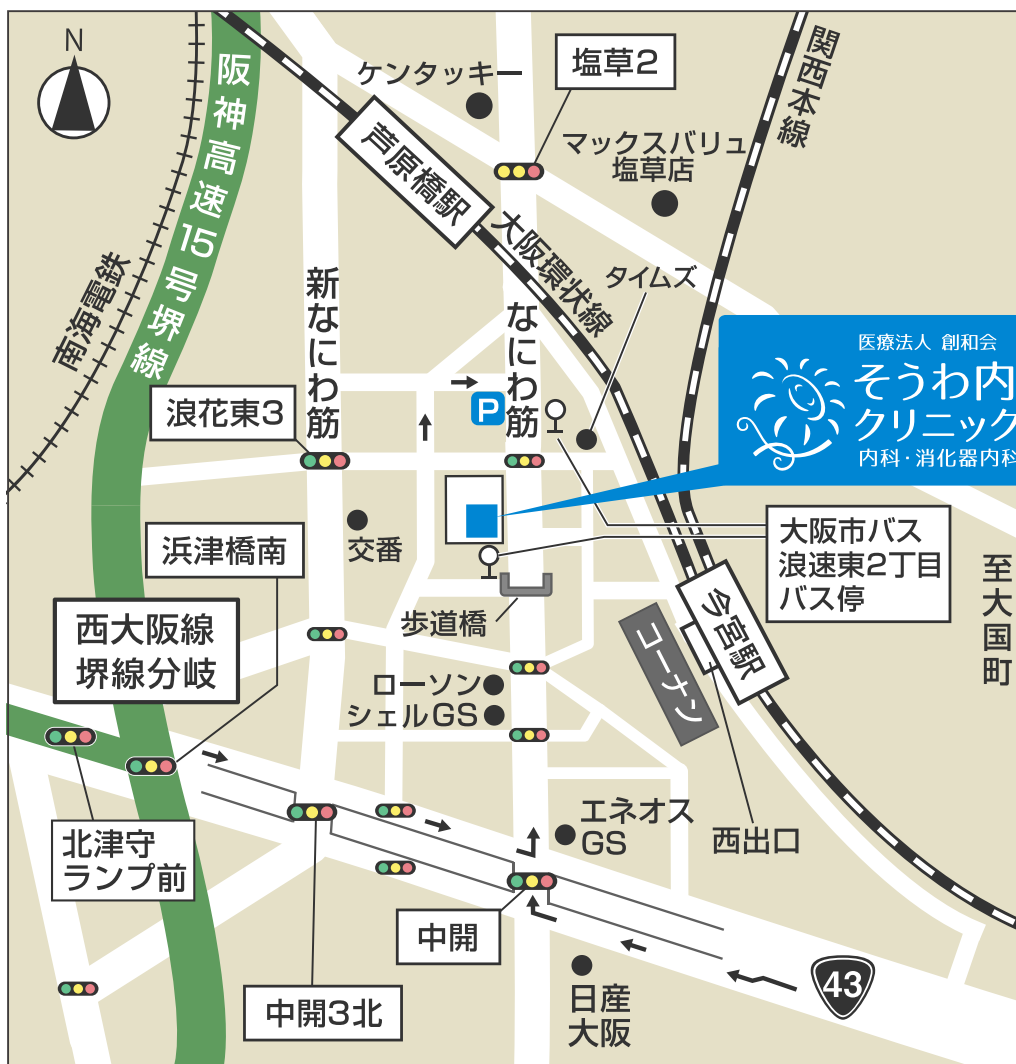 N
阪神高速15号堺線
南海電鉄
ケンタッキー
塩草2
関西本線
マックスバリュ
塩草店
芦原橋駅
大阪環状線
タイムズ
新なにわ筋
なにわ筋
医療法人 創和会
そうわ内
クリニック
内科・消化器内科
浪花東3
P
交番
浜津橋南
大阪市バス
浪速東2丁目
バス停
至大国町
歩道橋
西大阪線
堺線分岐
今宮駅
コーナン
ローソン
シェルGS
エネオス
GS
西出口
北津守
ランプ前
中開
中開3北
日産
大阪
43